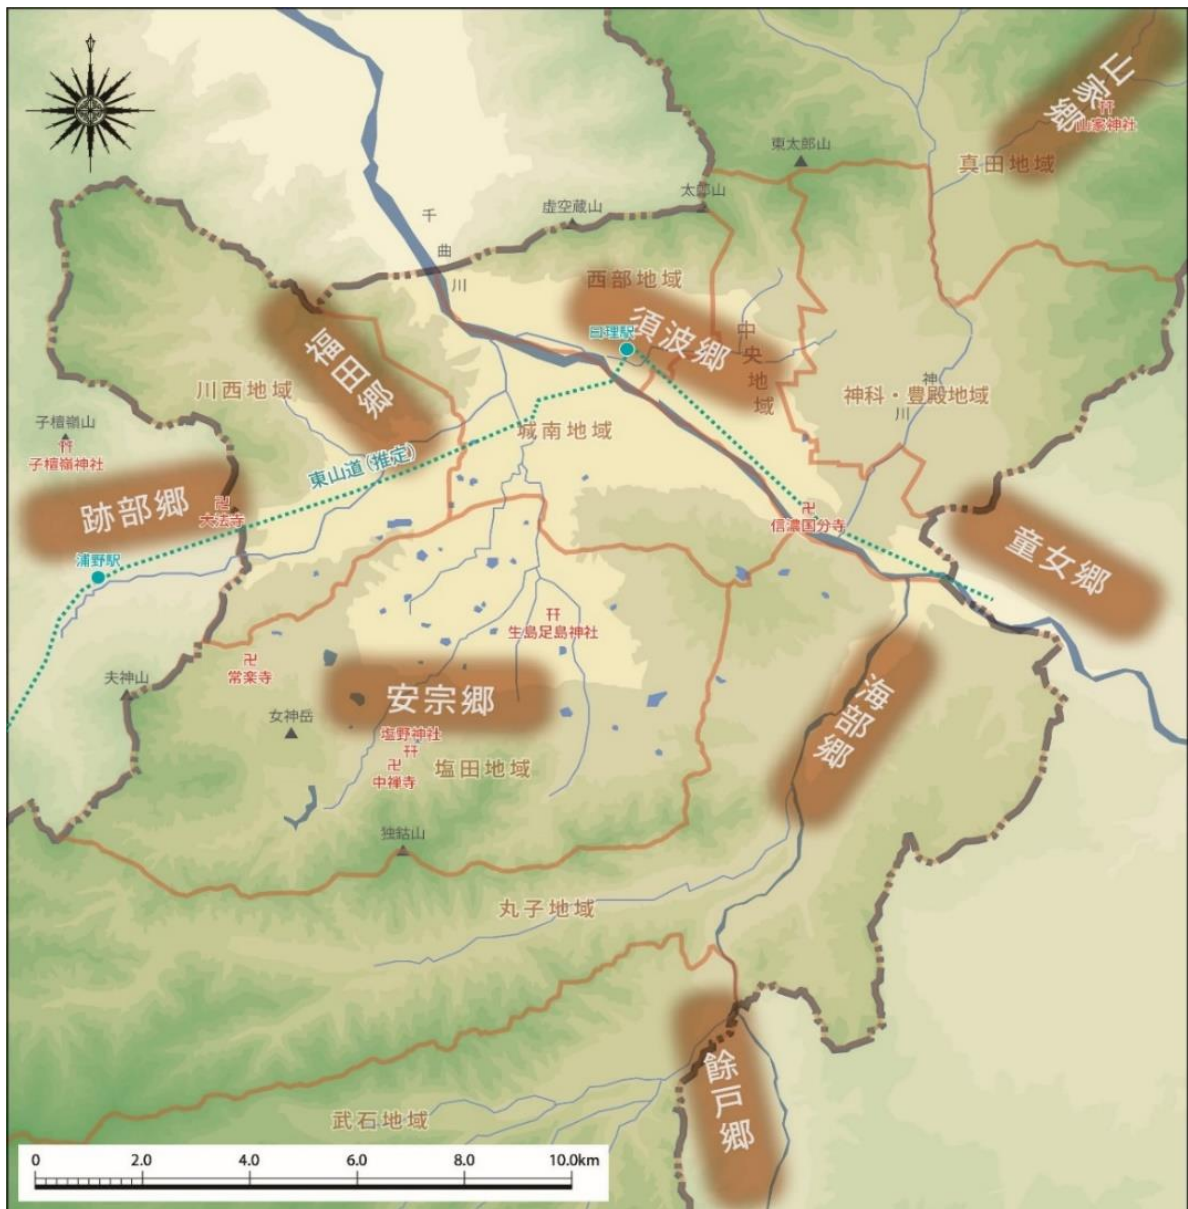 山家郷
山家神社
東太郎山
真田地域
太郎山
虚空蔵山
千曲川
西部地域
須波郷
曰理駅
中央地域
福田郷
川西地域
神川
神科・豊殿地域
子檀嶺山
子檀嶺神社
城南地域
東山道(推定)
跡部郷
大法寺
信濃国分寺
浦野駅
童女郷
生島足島神社
常楽寺
夫神山
安宗郷
海部郷
女神岳
塩野神社
中禅寺
塩田地域
独鈷山
丸子地域
餘戸郷
武石地域
0 2.0 4.0 6.0 8.0 10.0km